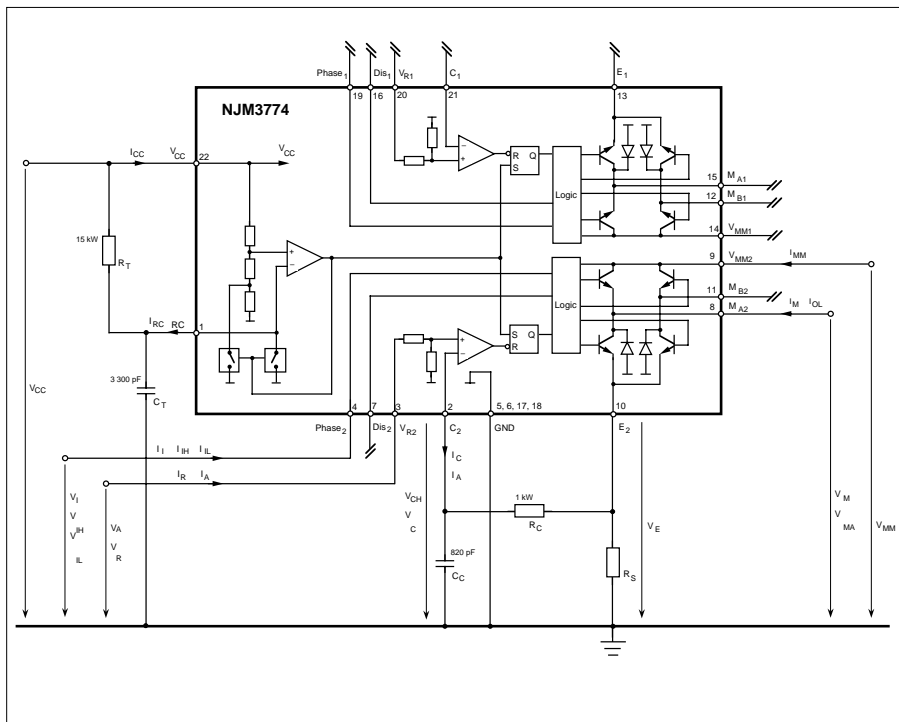 Phase1 Dis1 VR1 C1 E1
19 16 20 21 13
NJM3774
ICC VCC 22 VCC
R Q
S
Logic
15 MA1
12 MB1
14 VMM1
15 kW
RT
9 VMM2 IMM
11 MB2
8 MA2 IM IOL
Logic
S Q
R
IRC RC 1
3 300 pF
CT
VCC
4 7 3 2 5, 6, 17, 18 10
Phase2 Dis2 VR2 C2 GND E2
II IIH IIL
IR IA
IC
IA
VI
V
IH
V
IL
VA
V
R
VCH
V
C
1 kW
RC
820 pF
CC
RS
VE
VM
V
MA
VMM
+ − + − + − − +